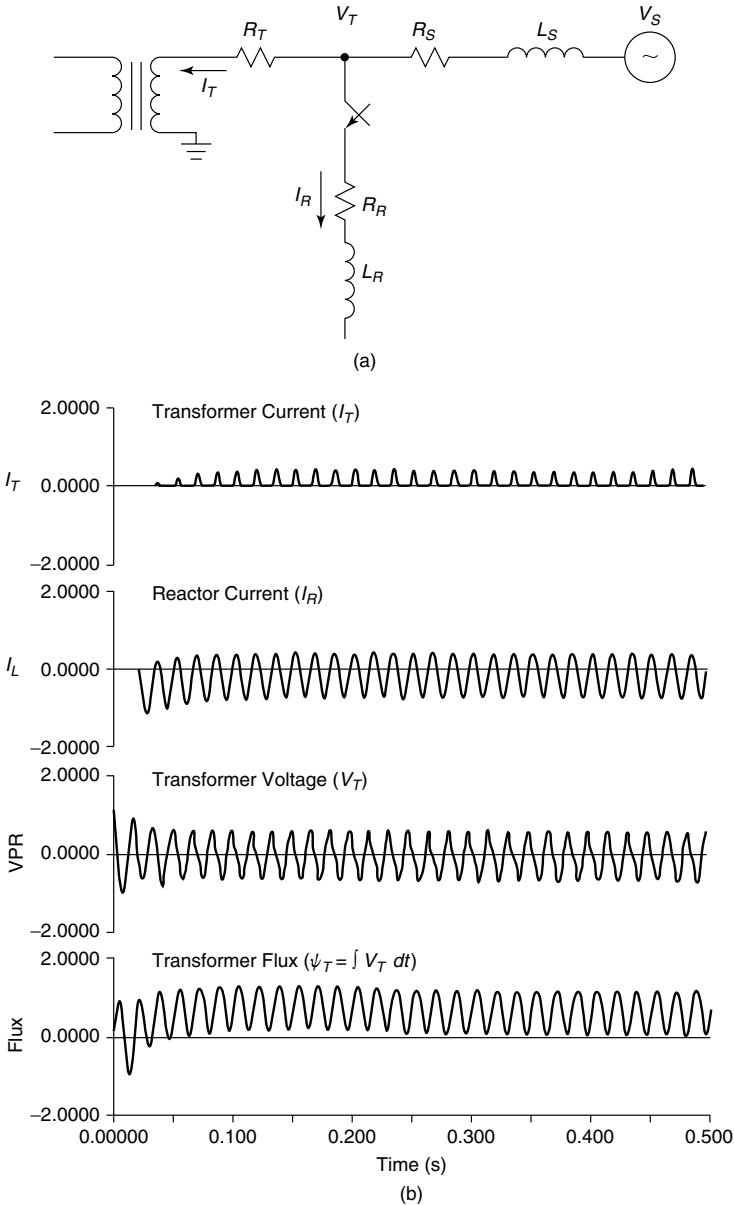 V_T
R_T R_S L_S V_S
~
I_T
I_R R_R
L_R
(a)
2.0000 Transformer Current (I_T)
I_T 0.0000
−2.0000
2.0000 Reactor Current (I_R)
I_L 0.0000
−2.0000
2.0000 Transformer Voltage (V_T)
VPR 0.0000
−2.0000
2.0000 Transformer Flux (ψ_T = ∫ V_T dt)
Flux 0.0000
−2.0000
0.00000 0.100 0.200 0.300 0.400 0.500
Time (s)
(b)